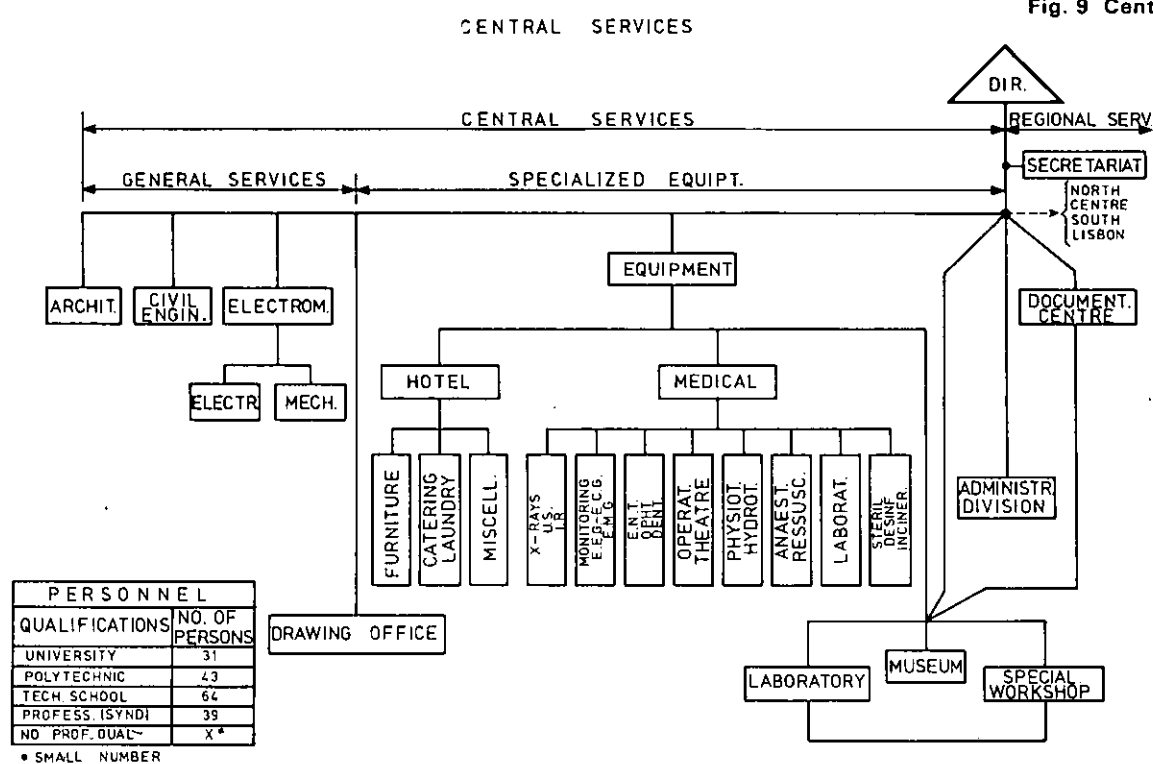 Fig. 9 Cent
CENTRAL SERVICES
DIR.
CENTRAL SERVICES
REGIONAL SERV
SECRETARIAT
GENERAL SERVICES
SPECIALIZED EQUIPT.
NORTH
CENTRE
SOUTH
LISBON
EQUIPMENT
ARCHIT.
CIVIL
ENGIN.
ELECTROM.
DOCUMENT.
CENTRE
HOTEL
MEDICAL
ELECTR.
MECH.
FURNITURE
CATERING
LAUNDRY
MISCELL.
X-RAYS
U.S.
I.R.
MONITORING
E.EG-E.C.G.
E.M.G
E.N.T.
OPHT.
DENT.
OPERAT.
THEATRE
PHYSIOT.
HYDROT.
ANAEST.
RESSUSC.
LABORAT.
STERIL
DESINF
INCINER.
ADMINISTR.
DIVISION
PERSONNEL
QUALIFICATIONS
NO. OF
PERSONS
UNIVERSITY 31
POLYTECHNIC 43
TECH. SCHOOL 64
PROFESS. (SYND) 39
NO PROF. QUAL~ X*
• SMALL NUMBER
DRAWING OFFICE
LABORATORY
MUSEUM
SPECIAL
WORKSHOP